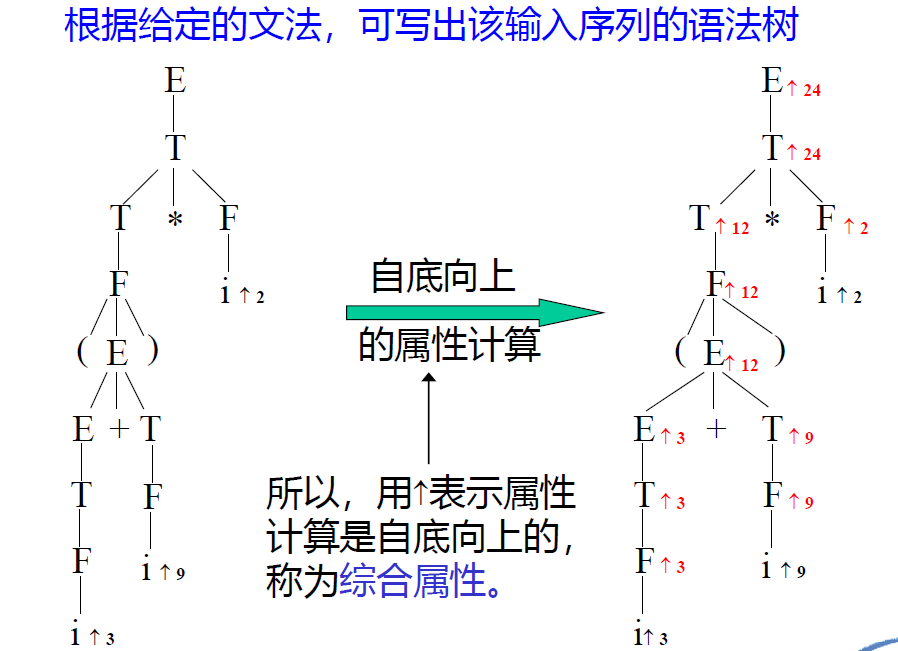 根据给定的文法，可写出该输入序列的语法树
E E↑24
T T↑24
T * F T↑12 * F↑2
F i↑2 F↑12 i↑2
自底向上
( E ) ( E↑12 )
的属性计算
E + T E↑3 + T↑9
T F T↑3 F↑9
所以，用↑表示属性
计算是自底向上的，
F i↑9 F↑3 i↑9
称为综合属性。
i↑3 i↑3